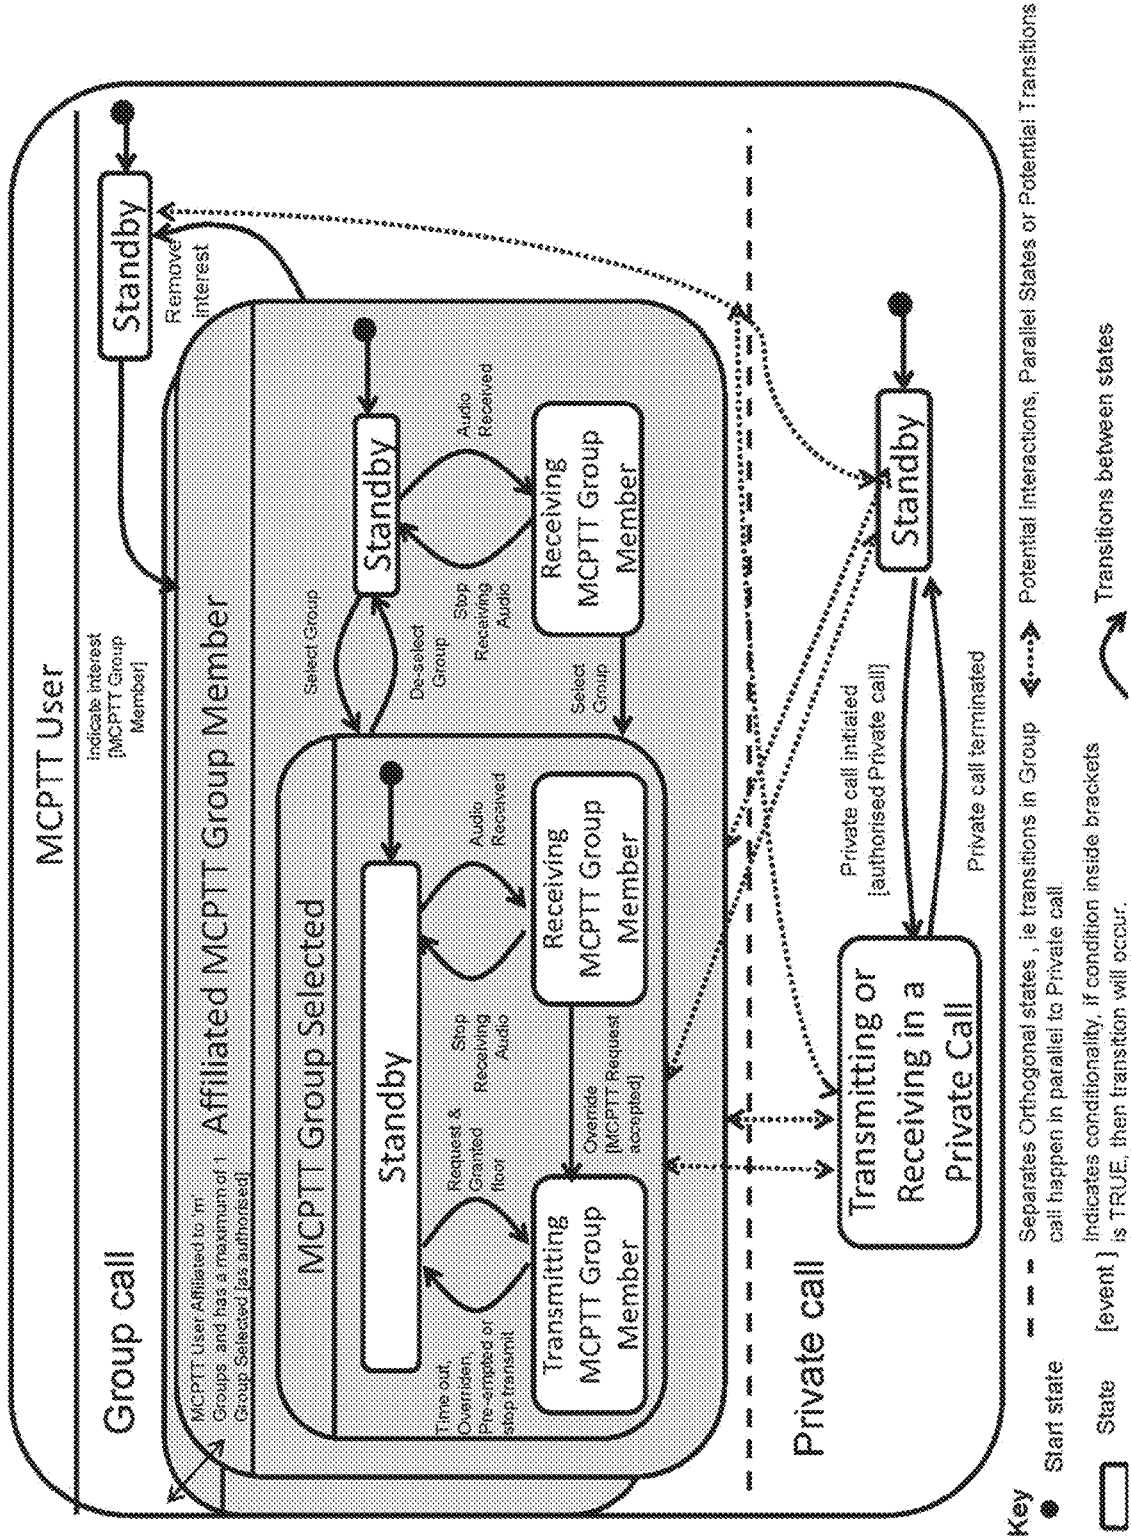 MCPTT User
Group call
Standby
Indicate interest
[MCPTT Group
Member]
Remove
interest
MCPTT User Affiliated to 'm'
Groups and has a maximum of 1
Group Selected [as authorised]
Affiliated MCPTT Group Member
MCPTT Group Selected
Select Group
De-select
Group
Standby
Audio
Received
Stop
Receiving
Audio
Receiving
MCPTT Group
Member
Select
Group
Standby
Time out,
Overriden,
Pre-empted or
stop transmit
Request &
Granted
floor
Stop
Receiving
Audio
Audio
Received
Transmitting
MCPTT Group
Member
Override
[MCPTT Request
accepted]
Receiving
MCPTT Group
Member
Private call
Transmitting or
Receiving in a
Private Call
Private call initiated
[authorised Private call]
Private call terminated
Standby
Key
Start state
Separates Orthogonal states , ie transitions in Group
call happen in parallel to Private call
Potential Interactions, Parallel States or Potential Transitions
State
[event ]
Indicates conditionality, if condition inside brackets
is TRUE, then transition will occur.
Transitions between states